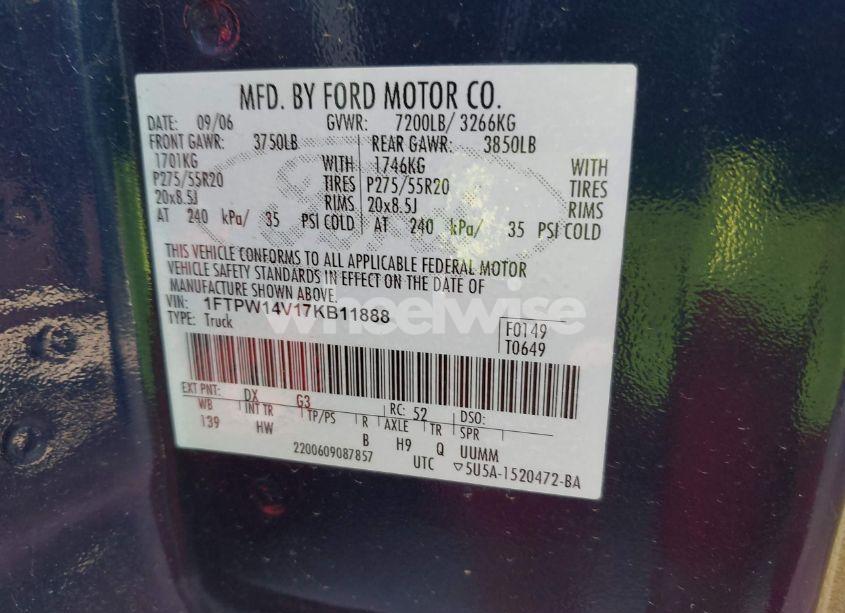 MFD. BY FORD MOTOR CO.
DATE: 09/06 GVWR: 7200LB/ 3266KG
FRONT GAWR: 3750LB REAR GAWR: 3850LB
1701KG WITH 1746KG WITH
P275/55R20 TIRES P275/55R20 TIRES
20x8.5J RIMS 20x8.5J RIMS
AT 240 kPa/ 35 PSI COLD AT 240 kPa/ 35 PSI COLD
THIS VEHICLE CONFORMS TO ALL APPLICABLE FEDERAL MOTOR
VEHICLE SAFETY STANDARDS IN EFFECT ON THE DATE OF
MANUFACTURE SHOWN ABOVE.
VIN: 1FTPW14V17KB11888
TYPE: Truck
F0149
T0649
wheelwise
EXT PNT: DX G3 RC: 52 DSO:
WB INT TR TP/PS R AXLE TR SPR
139 HW B H9 Q UUMM
2200609087857 UTC ▽5U5A-1520472-BA